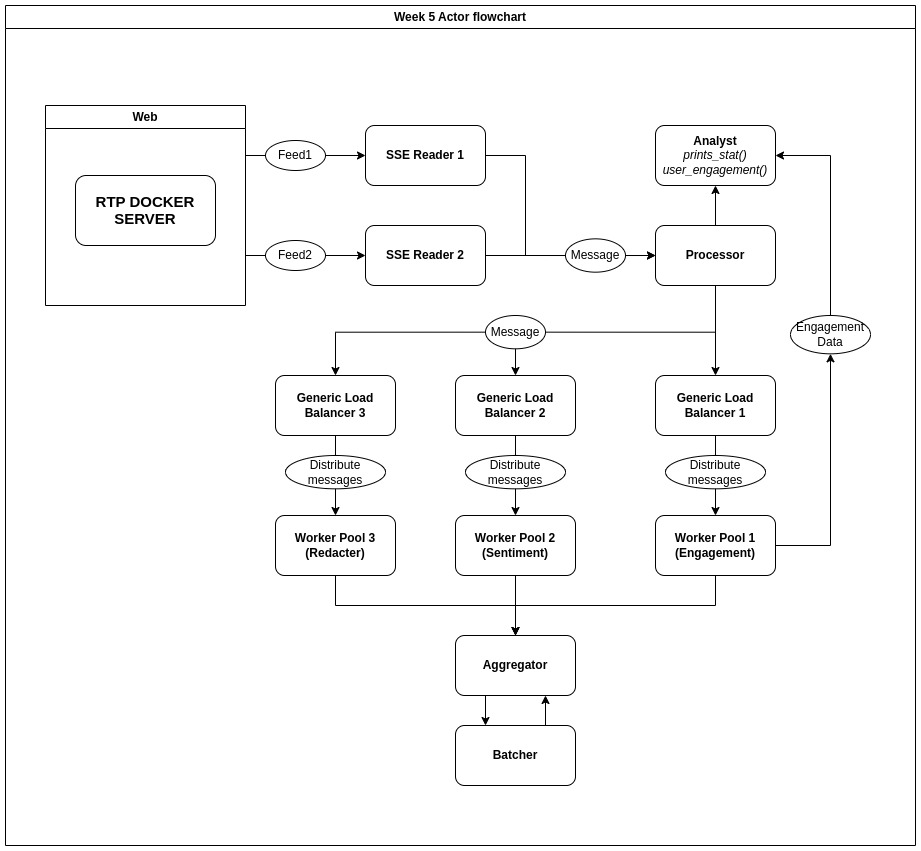 Week 5 Actor flowchart
Web
RTP DOCKER
SERVER
Feed1
SSE Reader 1
Analyst
prints_stat()
user_engagement()
Feed2
SSE Reader 2
Message
Processor
Message
Engagement
Data
Generic Load
Balancer 3
Generic Load
Balancer 2
Generic Load
Balancer 1
Distribute
messages
Distribute
messages
Distribute
messages
Worker Pool 3
(Redacter)
Worker Pool 2
(Sentiment)
Worker Pool 1
(Engagement)
Aggregator
Batcher